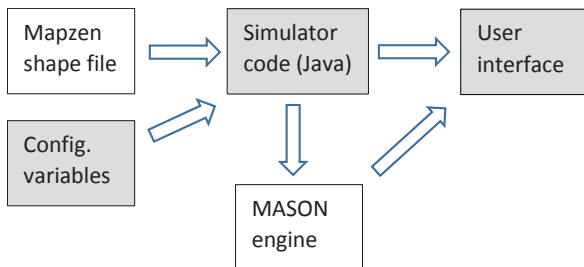 Mapzen
shape file
Simulator
code (Java)
User
interface
Config.
variables
MASON
engine